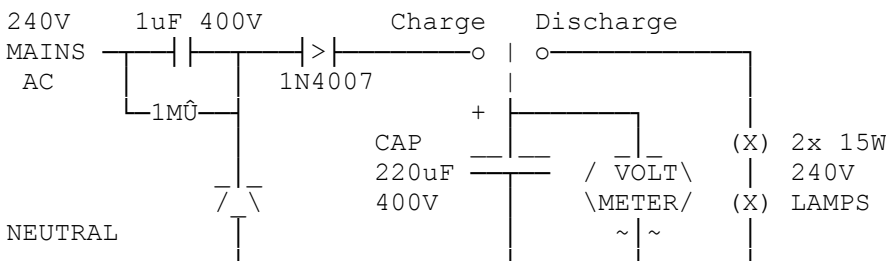 240V 1uF 400V Charge Discharge
MAINS
AC 1N4007
1MÛ +
CAP (X) 2x 15W
220uF VOLT 240V
400V METER (X) LAMPS
NEUTRAL